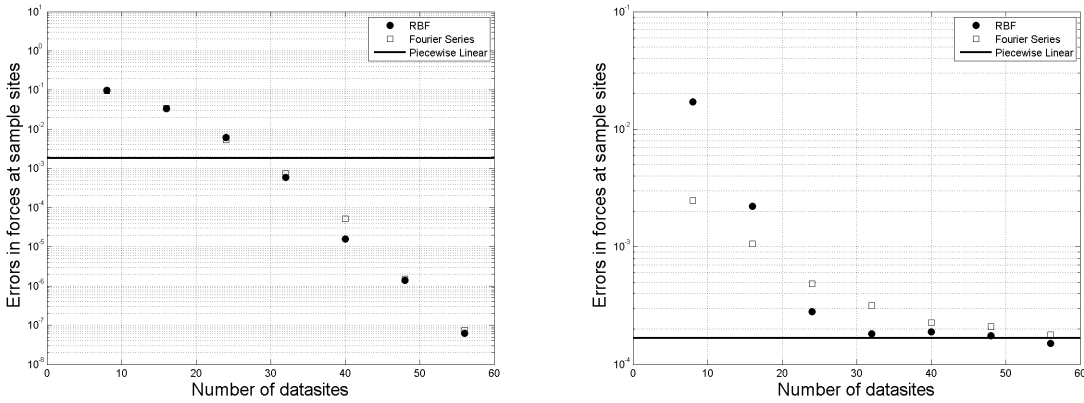 10^1
10^0
10^-1
10^-2
10^-3
10^-4
10^-5
10^-6
10^-7
10^-8
Errors in forces at sample sites
RBF
Fourier Series
Piecewise Linear
0 10 20 30 40 50 60
Number of datasites
10^-1
10^-2
10^-3
10^-4
Errors in forces at sample sites
RBF
Fourier Series
Piecewise Linear
0 10 20 30 40 50 60
Number of datasites